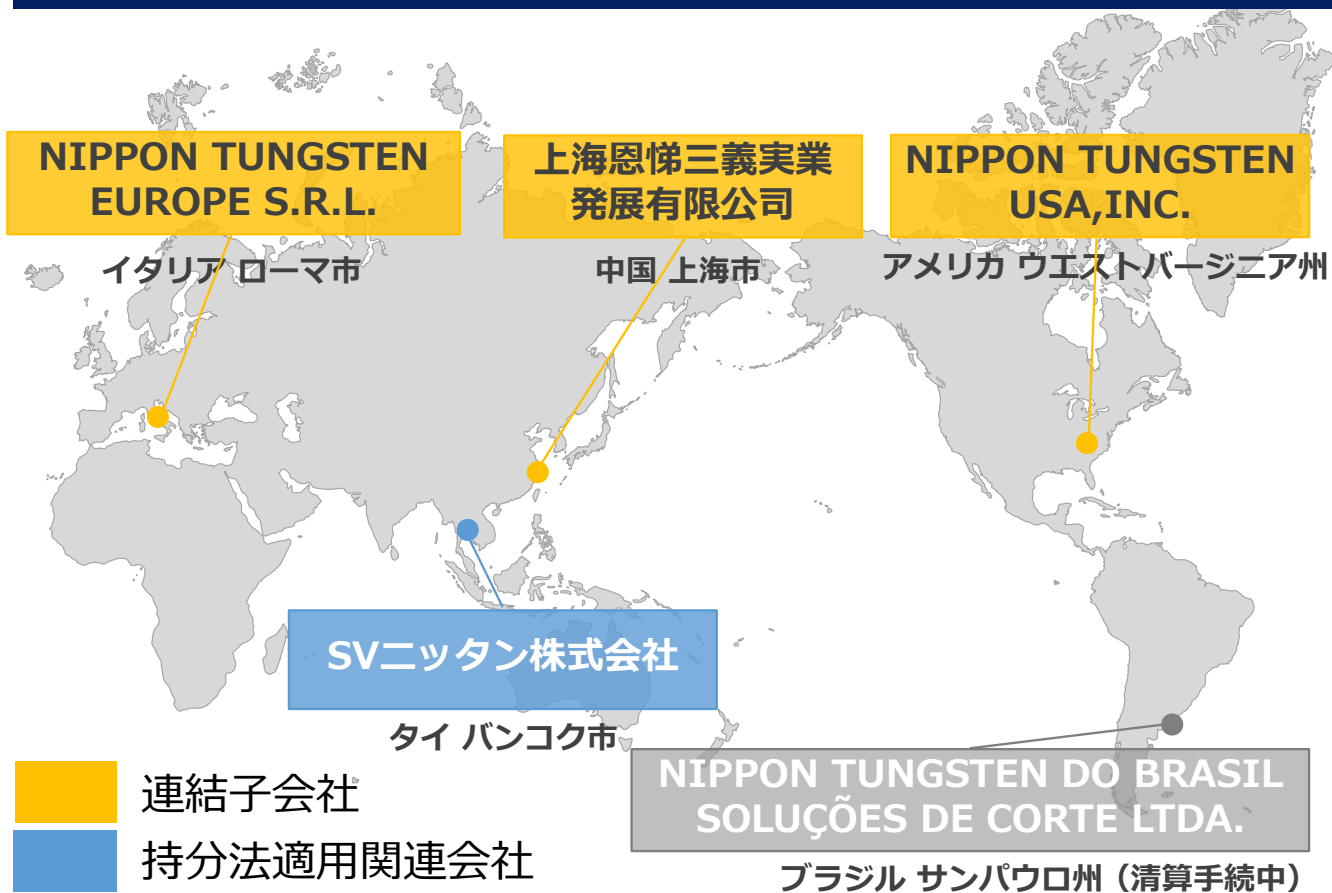 NIPPON TUNGSTEN
EUROPE S.R.L.
イタリア ローマ市
上海恩悌三義実業
発展有限公司
中国 上海市
NIPPON TUNGSTEN
USA,INC.
アメリカ ウエストバージニア州
SVニッタン株式会社
タイ バンコク市
NIPPON TUNGSTEN DO BRASIL
SOLUÇÕES DE CORTE LTDA.
ブラジル サンパウロ州（清算手続中）
連結子会社
持分法適用関連会社